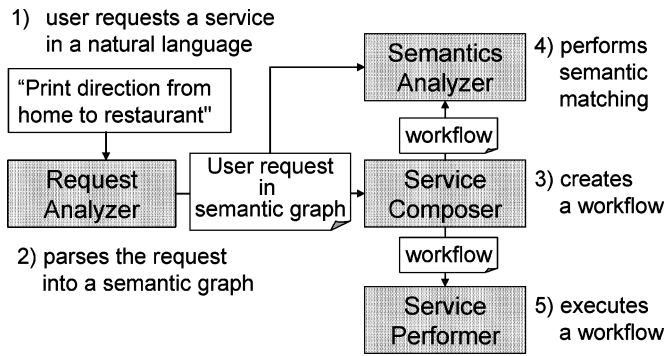 1) user requests a service
in a natural language
“Print direction from
home to restaurant"
Request
Analyzer
2) parses the request
into a semantic graph
User request
in
semantic graph
Semantics
Analyzer
4) performs
semantic
matching
workflow
Service
Composer
3) creates
a workflow
workflow
Service
Performer
5) executes
a workflow